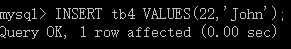 mysql> INSERT tb4 VALUES(22,'John');
Query OK, 1 row affected (0.00 sec)